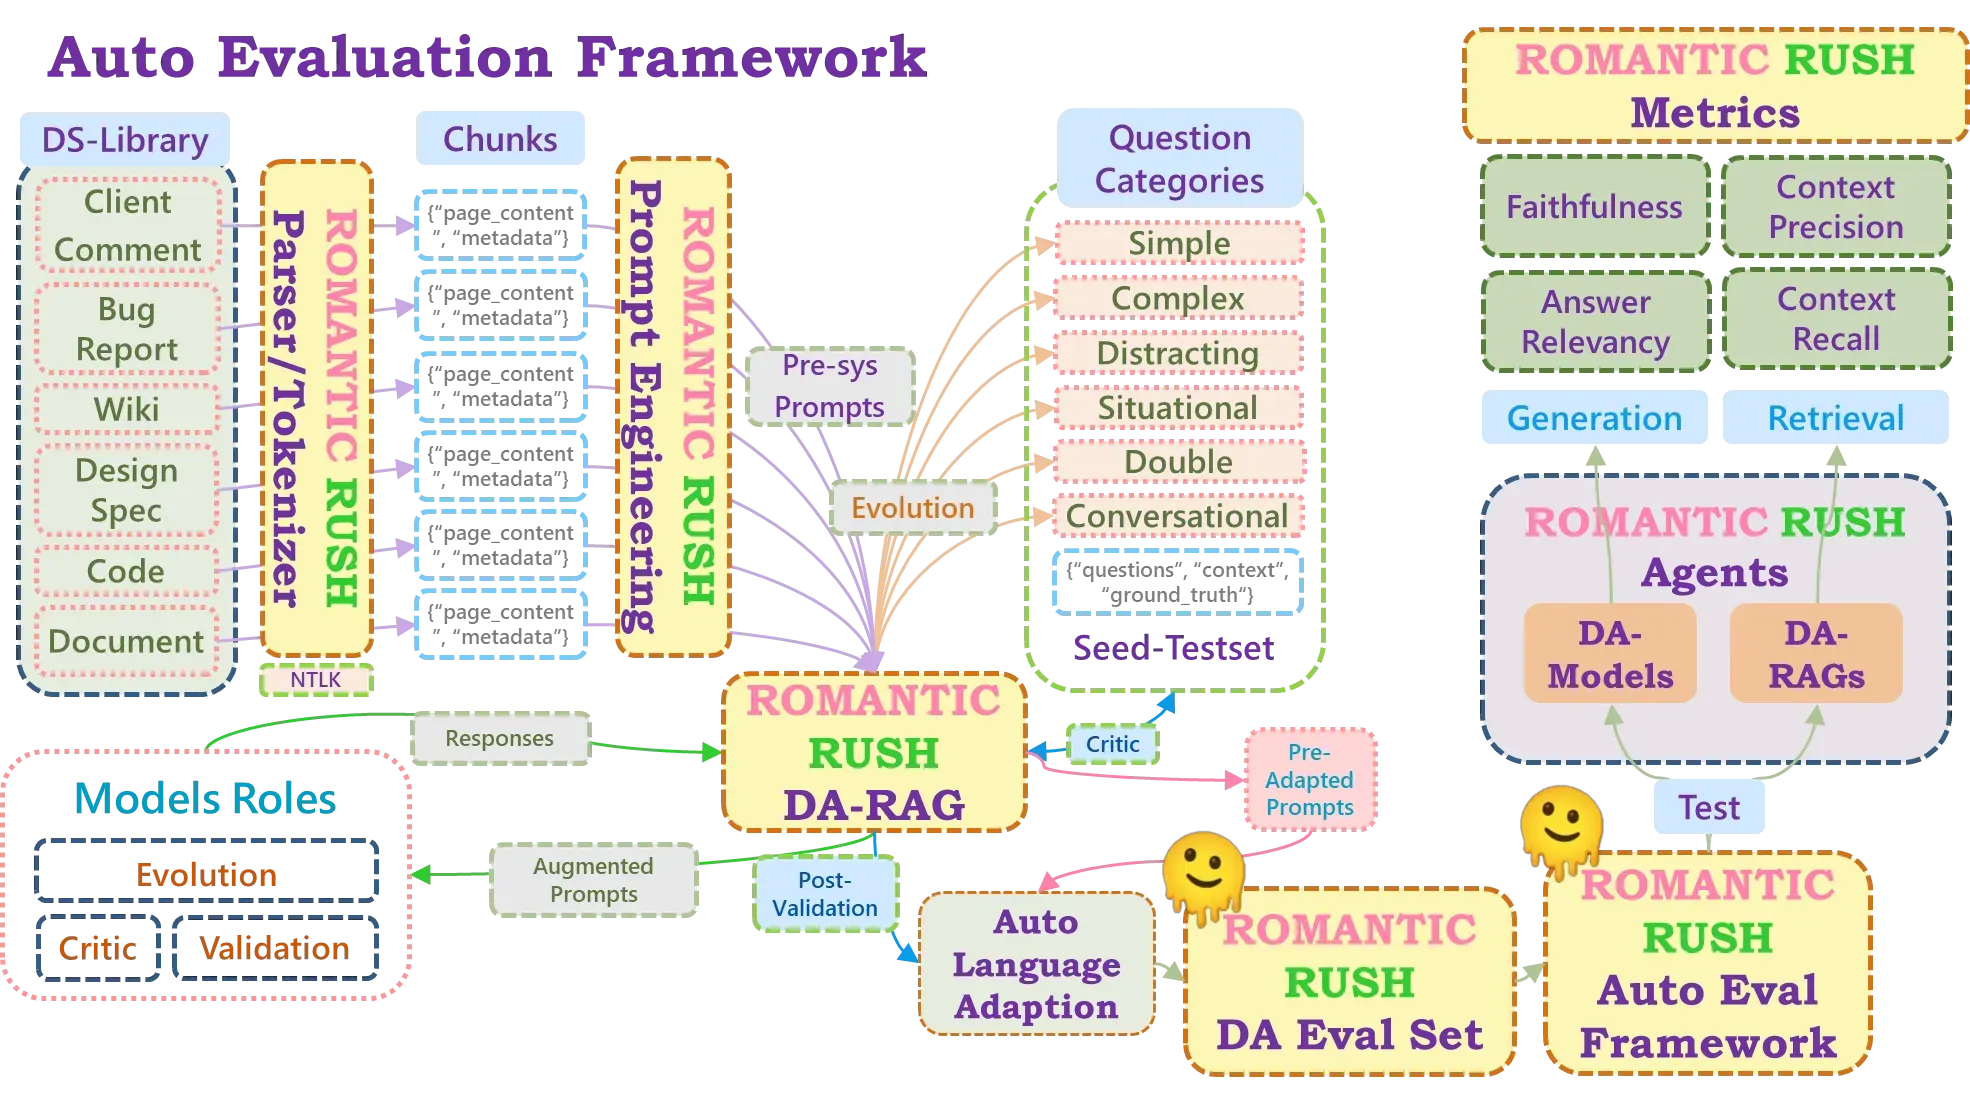 Auto Evaluation Framework
DS-Library
Client
Comment
Bug
Report
Wiki
Design
Spec
Code
Document
ROMANTIC RUSH
Parser/Tokenizer
NTLK
Chunks
{“page_content
”, “metadata”}
{“page_content
”, “metadata”}
{“page_content
”, “metadata”}
{“page_content
”, “metadata”}
{“page_content
”, “metadata”}
{“page_content
”, “metadata”}
ROMANTIC RUSH
Prompt Engineering
Pre-sys
Prompts
Evolution
Question
Categories
Simple
Complex
Distracting
Situational
Double
Conversational
{“questions”, “context”,
“ground_truth“}
Seed-Testset
Critic
ROMANTIC
RUSH
DA-RAG
Responses
Models Roles
Evolution
Critic
Validation
Augmented
Prompts
Post-
Validation
Pre-
Adapted
Prompts
Auto
Language
Adaption
ROMANTIC
RUSH
DA Eval Set
ROMANTIC
RUSH
Auto Eval
Framework
Test
ROMANTIC RUSH
Agents
DA-
Models
DA-
RAGs
Generation
Retrieval
ROMANTIC RUSH
Metrics
Faithfulness
Context
Precision
Answer
Relevancy
Context
Recall